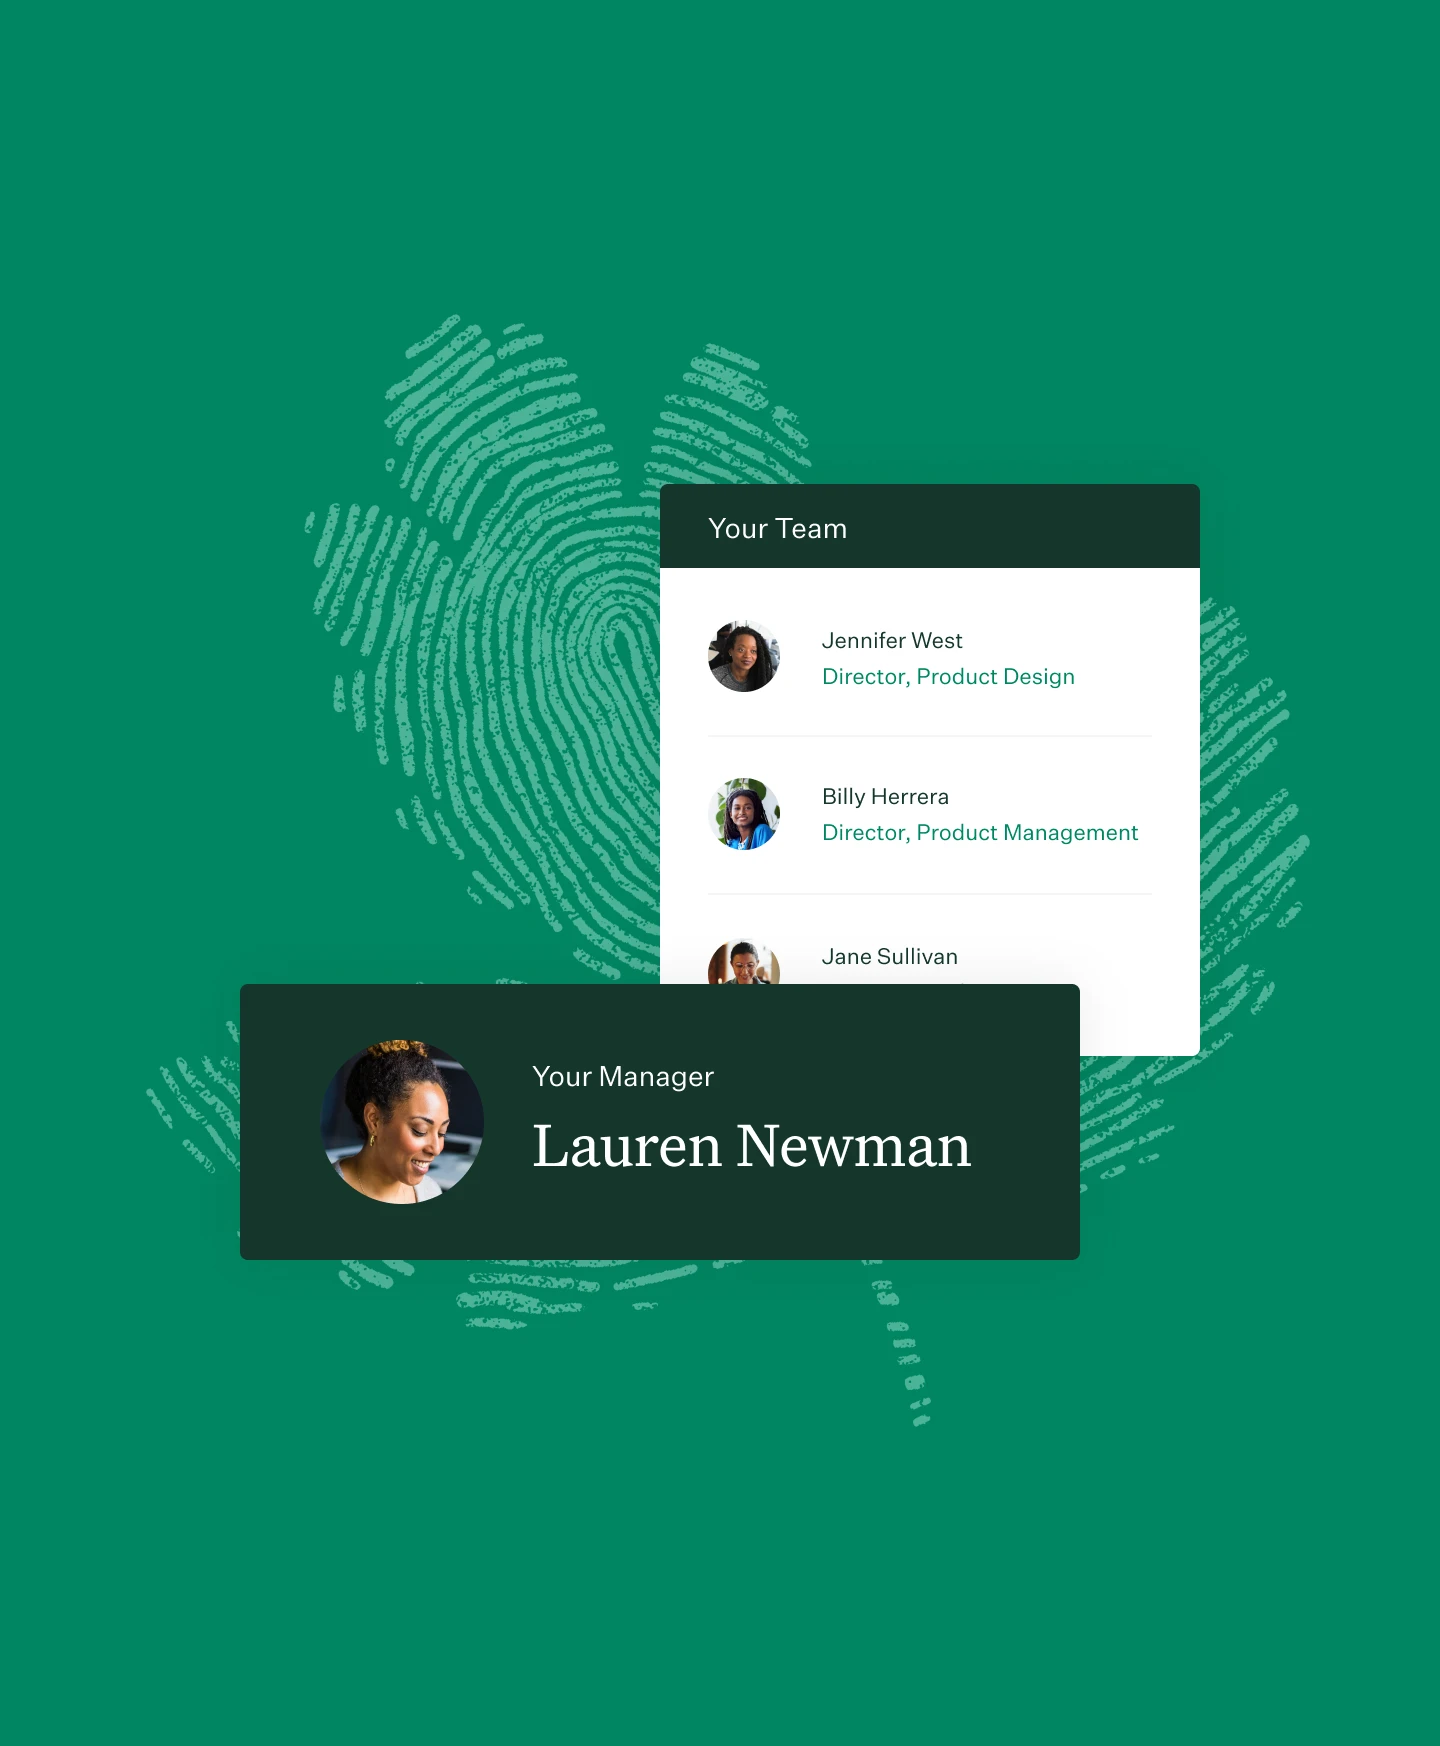 Your Team
Jennifer West
Director, Product Design
Billy Herrera
Director, Product Management
Jane Sullivan
Your Manager
Lauren Newman